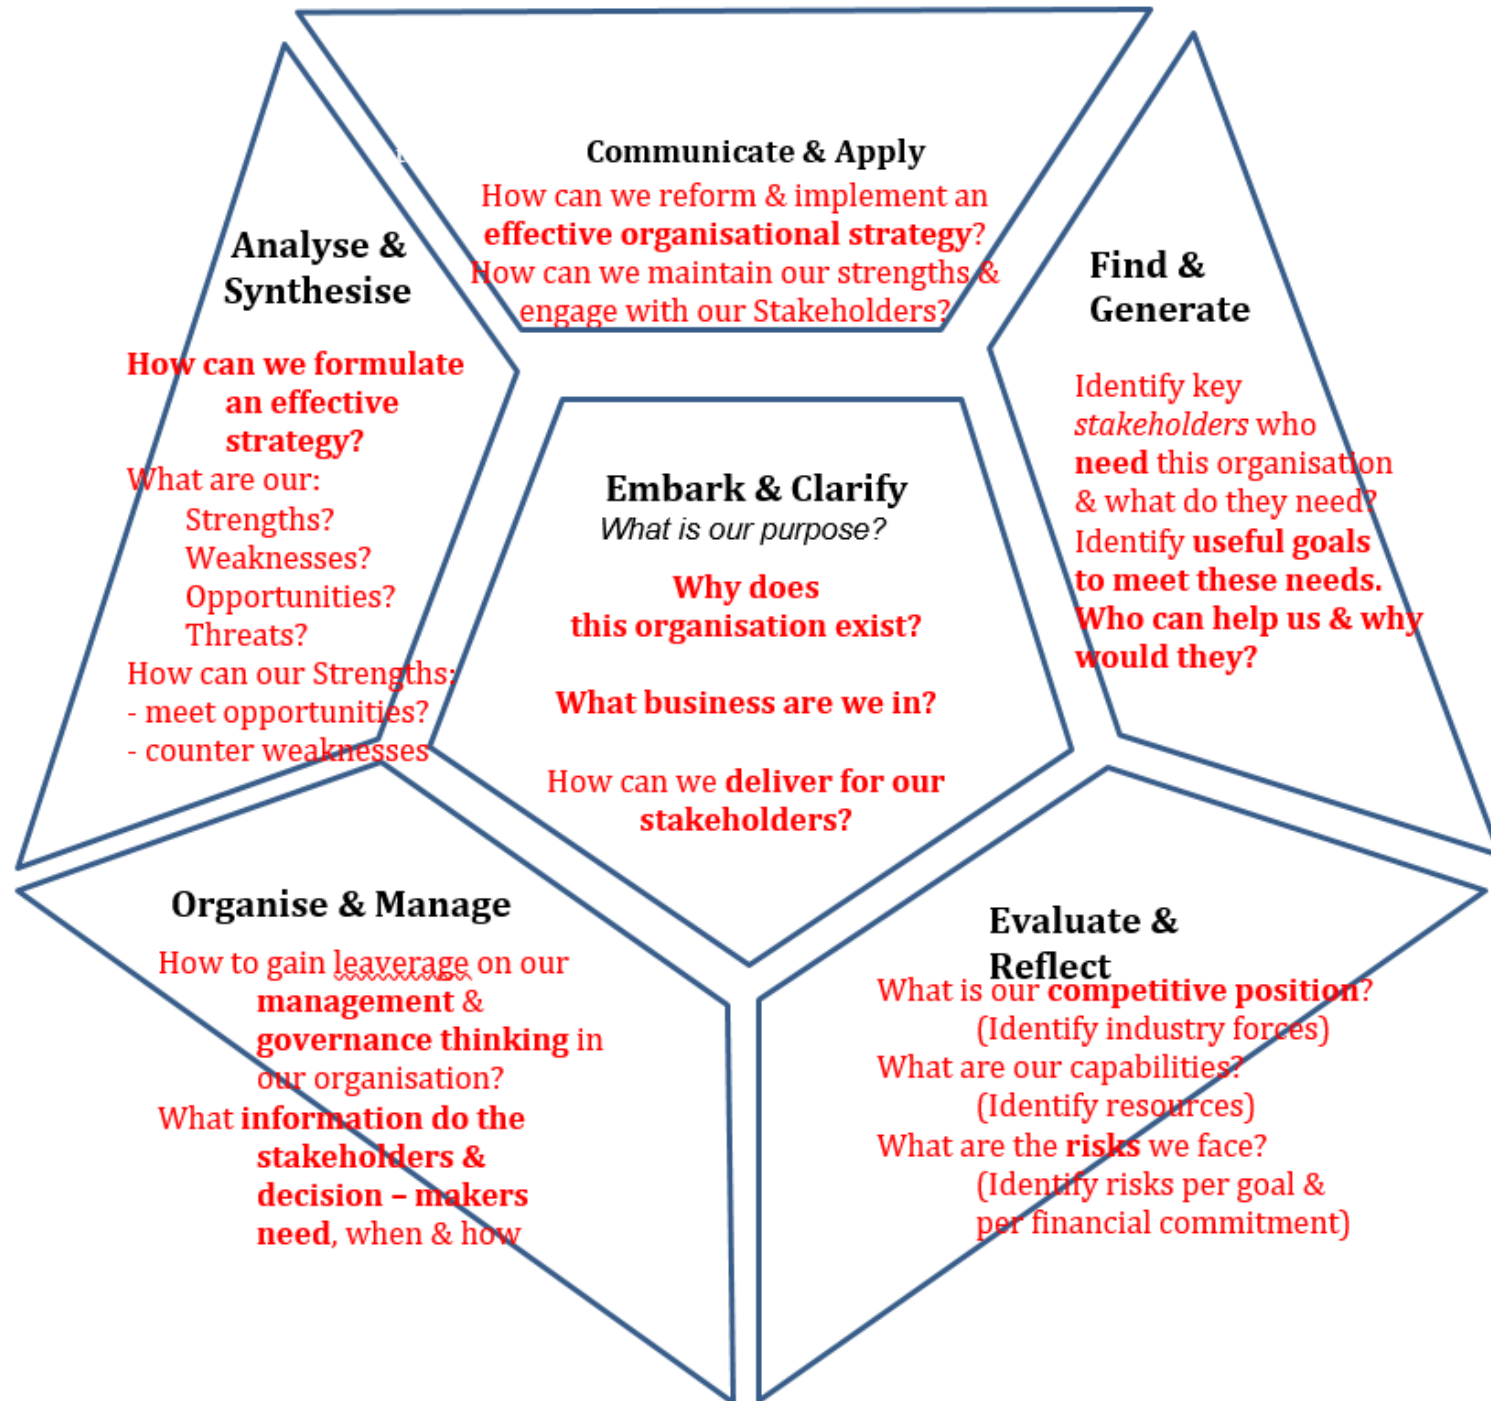 Communicate & Apply
How can we reform & implement an
effective organisational strategy?
How can we maintain our strengths &
engage with our Stakeholders?
Analyse &
Synthesise
How can we formulate
an effective
strategy?
What are our:
Strengths?
Weaknesses?
Opportunities?
Threats?
How can our Strengths:
- meet opportunities?
- counter weaknesses
Find &
Generate
Identify key
stakeholders who
need this organisation
& what do they need?
Identify useful goals
to meet these needs.
Who can help us & why
would they?
Embark & Clarify
What is our purpose?
Why does
this organisation exist?
What business are we in?
How can we deliver for our
stakeholders?
Organise & Manage
How to gain leaverage on our
management &
governance thinking in
our organisation?
What information do the
stakeholders &
decision – makers
need, when & how
Evaluate &
Reflect
What is our competitive position?
(Identify industry forces)
What are our capabilities?
(Identify resources)
What are the risks we face?
(Identify risks per goal &
per financial commitment)